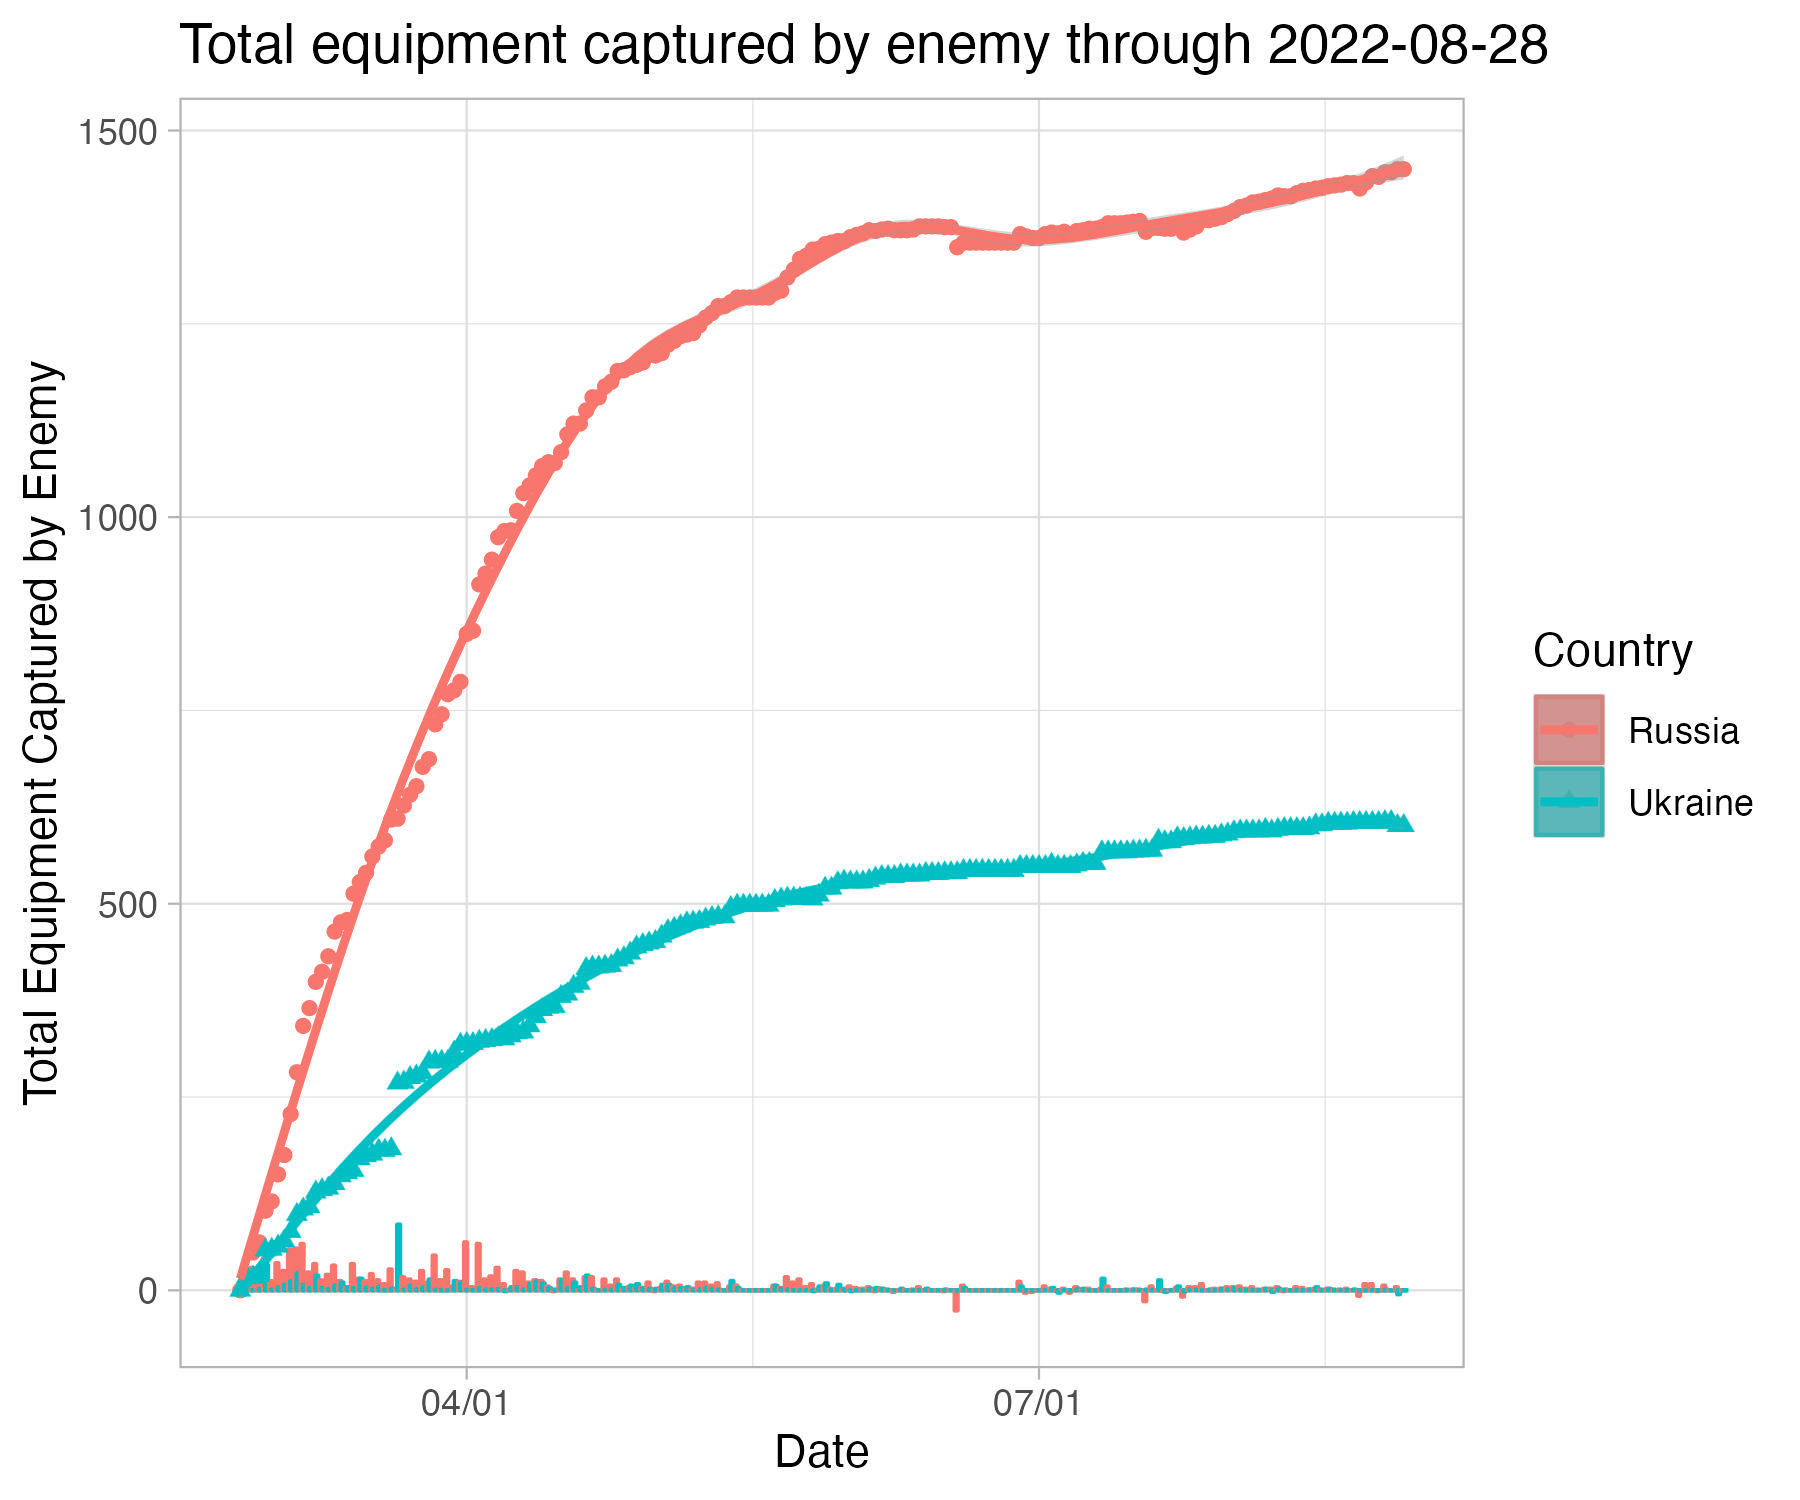 Total equipment captured by enemy through 2022-08-28
Total Equipment Captured by Enemy
1500
1000
500
0
04/01
07/01
Date
Country
Russia
Ukraine